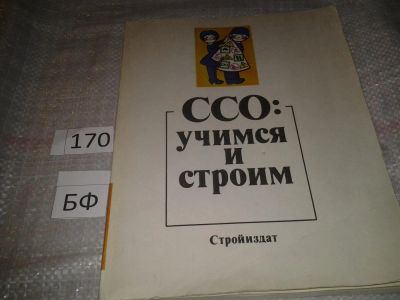 ССО:
учимся
и
строим
Стройиздат
170
БФ